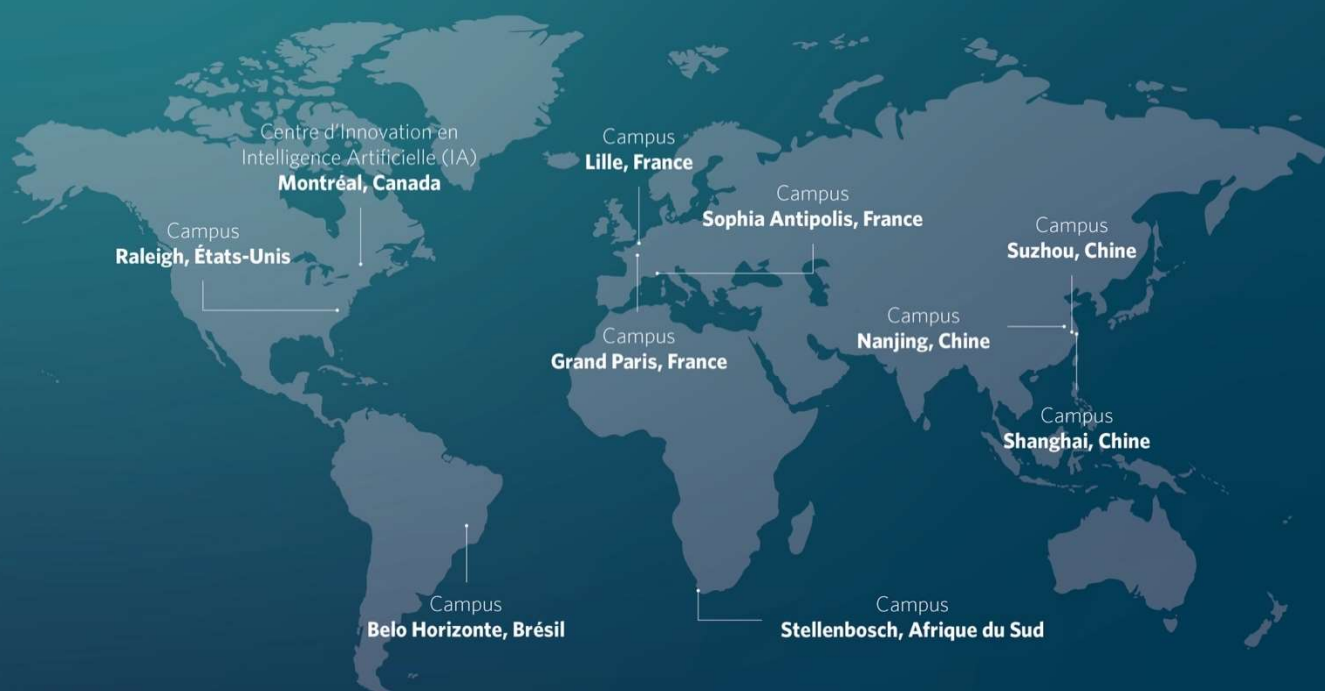 Centre d'Innovation en
Intelligence Artificielle (IA)
Montréal, Canada
Campus
Raleigh, États-Unis
Campus
Lille, France
Campus
Sophia Antipolis, France
Campus
Suzhou, Chine
Campus
Nanjing, Chine
Campus
Grand Paris, France
Campus
Shanghai, Chine
Campus
Belo Horizonte, Brésil
Campus
Stellenbosch, Afrique du Sud